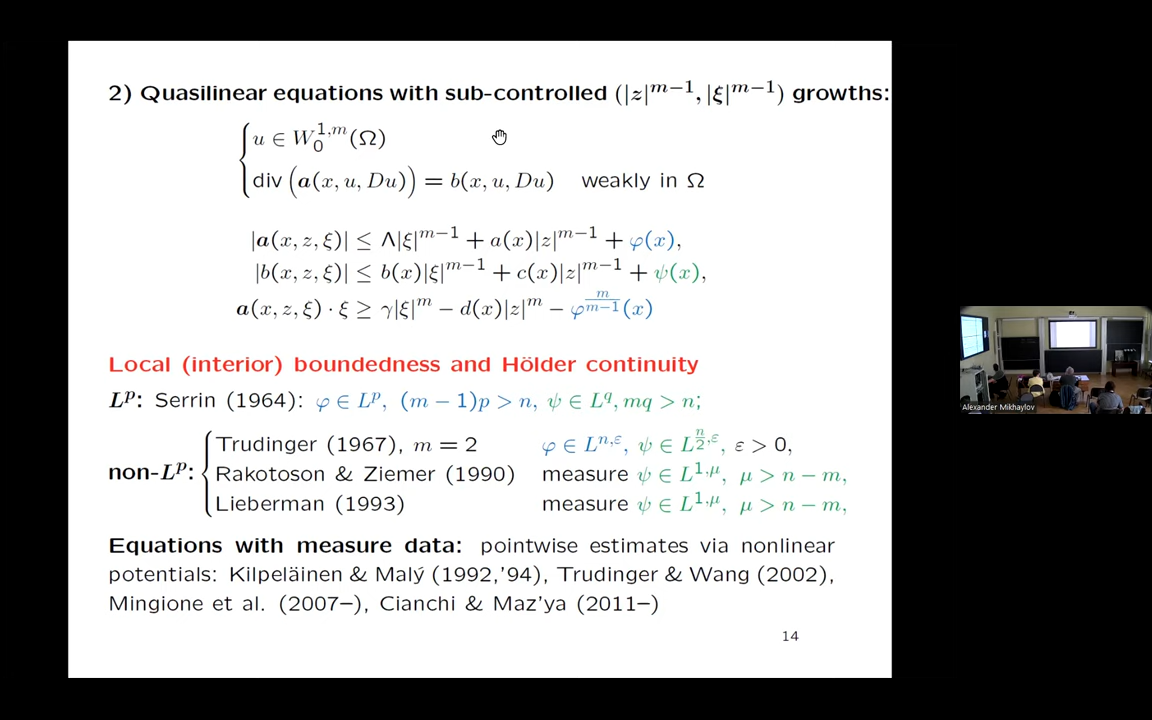 2) Quasilinear equations with sub-controlled (|z|^{m−1}, |ξ|^{m−1}) growths:
u ∈ W_0^{1,m}(Ω)
div (a(x, u, Du)) = b(x, u, Du) weakly in Ω
|a(x, z, ξ)| ≤ Λ|ξ|^{m−1} + a(x)|z|^{m−1} + φ(x),
|b(x, z, ξ)| ≤ b(x)|ξ|^{m−1} + c(x)|z|^{m−1} + ψ(x),
a(x, z, ξ) · ξ ≥ γ|ξ|^m − d(x)|z|^m − φ^{m/(m−1)}(x)
Local (interior) boundedness and Hölder continuity
L^p: Serrin (1964): φ ∈ L^p, (m − 1)p > n, ψ ∈ L^q, mq > n;
non-L^p: Trudinger (1967), m = 2 φ ∈ L^{n,ε}, ψ ∈ L^{n/2,ε}, ε > 0,
Rakotoson & Ziemer (1990) measure ψ ∈ L^{1,μ}, μ > n − m,
Lieberman (1993) measure ψ ∈ L^{1,μ}, μ > n − m,
Equations with measure data: pointwise estimates via nonlinear
potentials: Kilpeläinen & Malý (1992,'94), Trudinger & Wang (2002),
Mingione et al. (2007–), Cianchi & Maz'ya (2011–)
14
Alexander Mikhaylov